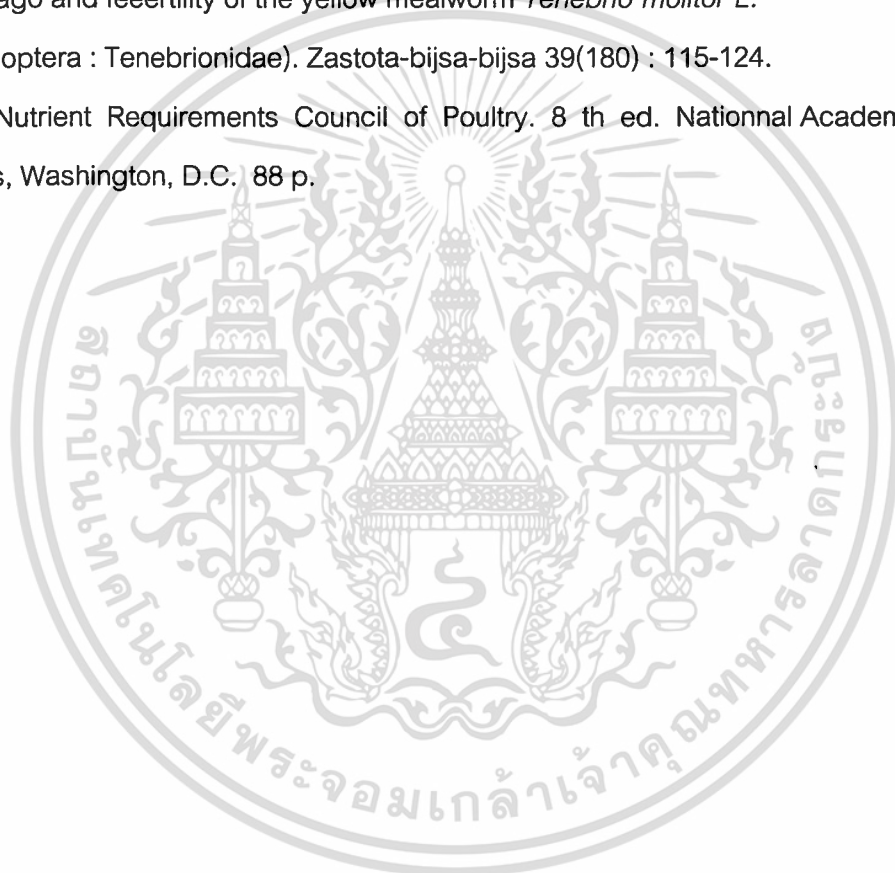 ago and feeertility of the yellow mealworm Tenebrio molitor L.
optera : Tenebrionidae). Zastota-bijsa-bijsa 39(180) : 115-124.
Nutrient Requirements Council of Poultry. 8 th ed. Nationnal Academ
s, Washington, D.C. 88 p.
สถาบันเทคโนโลยีพระจอมเกล้าเจ้าคุณทหารลาดกระบัง